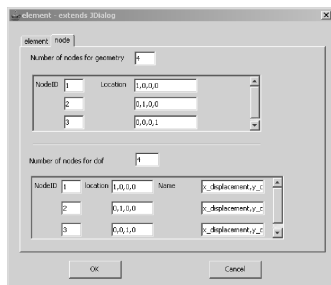 element - extends 3Dialog
element node
Number of nodes for geometry 4
NodeID 1 Location 1,0,0,0
2 0,1,0,0
3 0,0,0,1
Number of nodes for dof 4
NodeID 1 location 1,0,0,0 Name x_displacement,y_c
2 0,1,0,0 x_displacement,y_c
3 0,0,1,0 x_displacement,y_c
OK Cancel